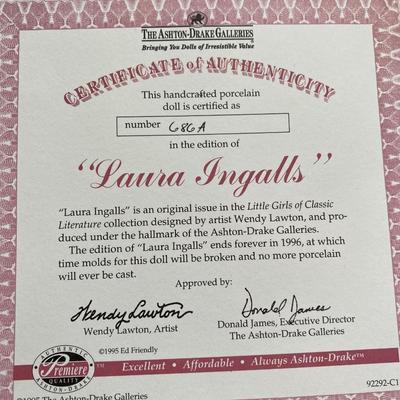 THE ASHTON-DRAKE GALLERIES
Bringing You Dolls of Irresistible Value
CERTIFICATE of AUTHENTICITY
This handcrafted porcelain
doll is certified as
number 686A
in the edition of
"Laura Ingalls"
"Laura Ingalls" is an original issue in the Little Girls of Classic
Literature collection designed by artist Wendy Lawton, and pro-
duced under the hallmark of the Ashton-Drake Galleries.
The edition of "Laura Ingalls" ends forever in 1996, at which
time molds for this doll will be broken and no more porcelain
will ever be cast.
Approved by:
Wendy Lawton Donald James
Wendy Lawton, Artist Donald James, Executive Director
The Ashton-Drake Galleries
©1995 Ed Friendly
AUTHENTIC
Premiere
QUALITY
ASHTON-DRAKE
Excellent • Affordable • Always Ashton-Drake™
92292-C1
©1995 The Ashton-Drake Galleries